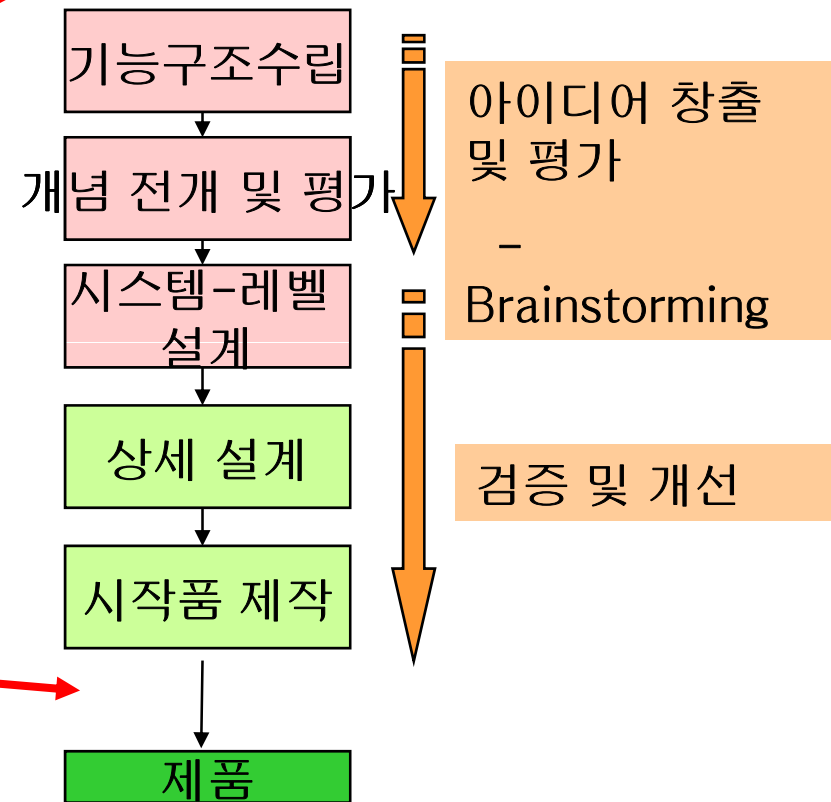 기능구조수립
개념 전개 및 평가
시스템-레벨
설계
상세 설계
시작품 제작
제품
아이디어 창출
및 평가
-
Brainstorming
검증 및 개선